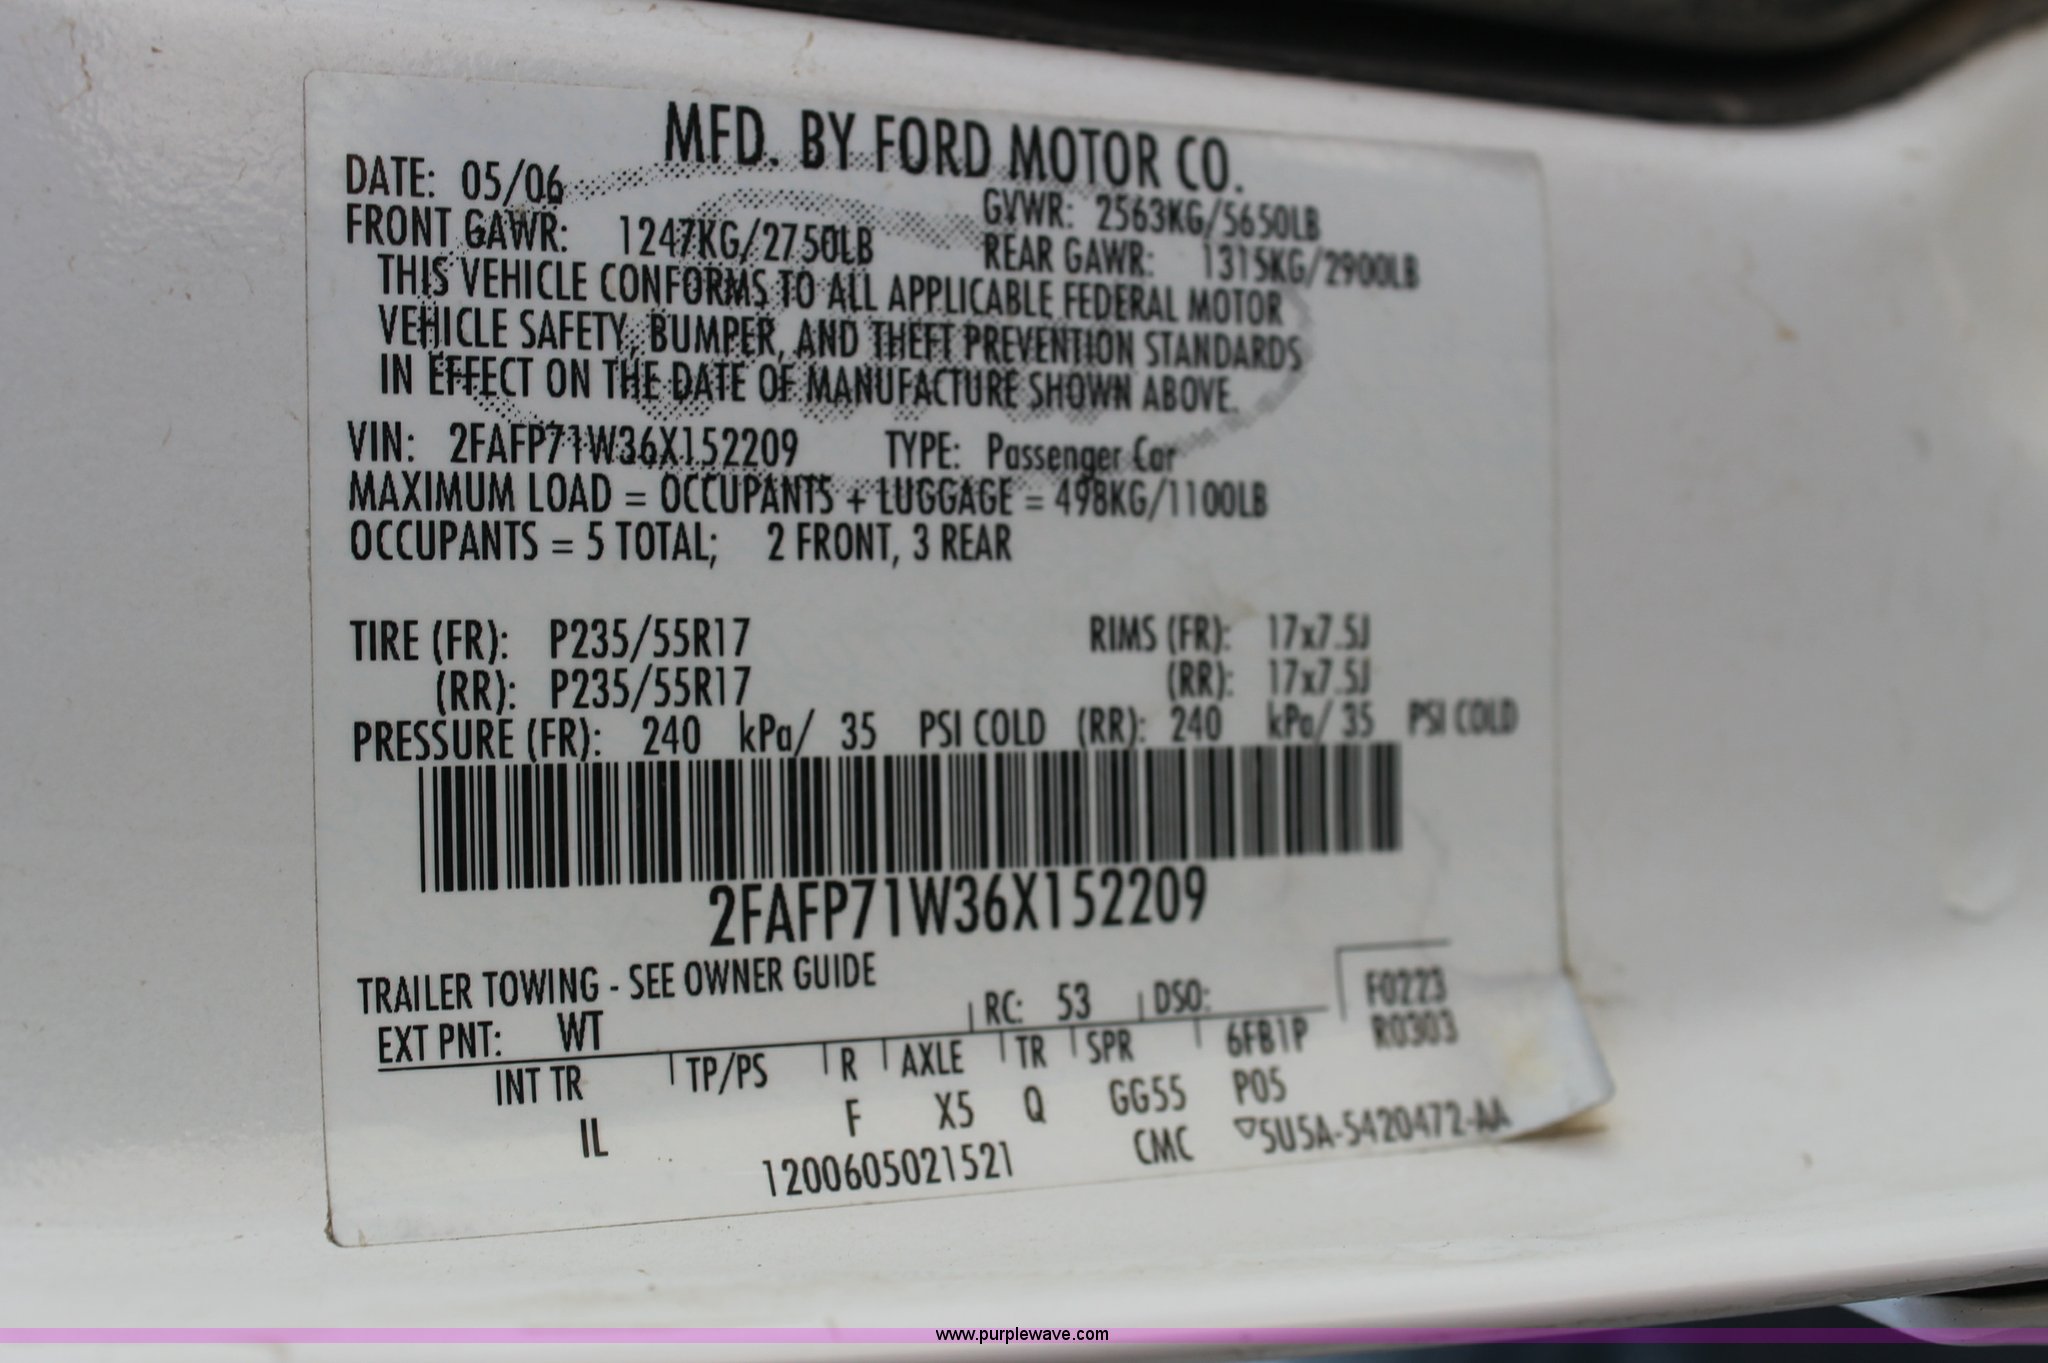 MFD. BY FORD MOTOR CO.
DATE: 05/06 GVWR: 2563KG/5650LB
FRONT GAWR: 1247KG/2750LB REAR GAWR: 1315KG/2900LB
THIS VEHICLE CONFORMS TO ALL APPLICABLE FEDERAL MOTOR
VEHICLE SAFETY, BUMPER, AND THEFT PREVENTION STANDARDS
IN EFFECT ON THE DATE OF MANUFACTURE SHOWN ABOVE.
VIN: 2FAFP71W36X152209 TYPE: Passenger Car
MAXIMUM LOAD = OCCUPANTS + LUGGAGE = 498KG/1100LB
OCCUPANTS = 5 TOTAL; 2 FRONT, 3 REAR
TIRE (FR): P235/55R17 RIMS (FR): 17x7.5J
(RR): P235/55R17 (RR): 17x7.5J
PRESSURE (FR): 240 kPa/ 35 PSI COLD (RR): 240 kPa/ 35 PSI COLD
2FAFP71W36X152209
TRAILER TOWING - SEE OWNER GUIDE
F0223
EXT PNT: WT RC: 53 DSO: R0303
INT TR TP/PS R AXLE TR SPR 6FB1P
IL F X5 Q GG55 P05
1200605021521 CMC ▽5U5A-5420472-AA
www.purplewave.com